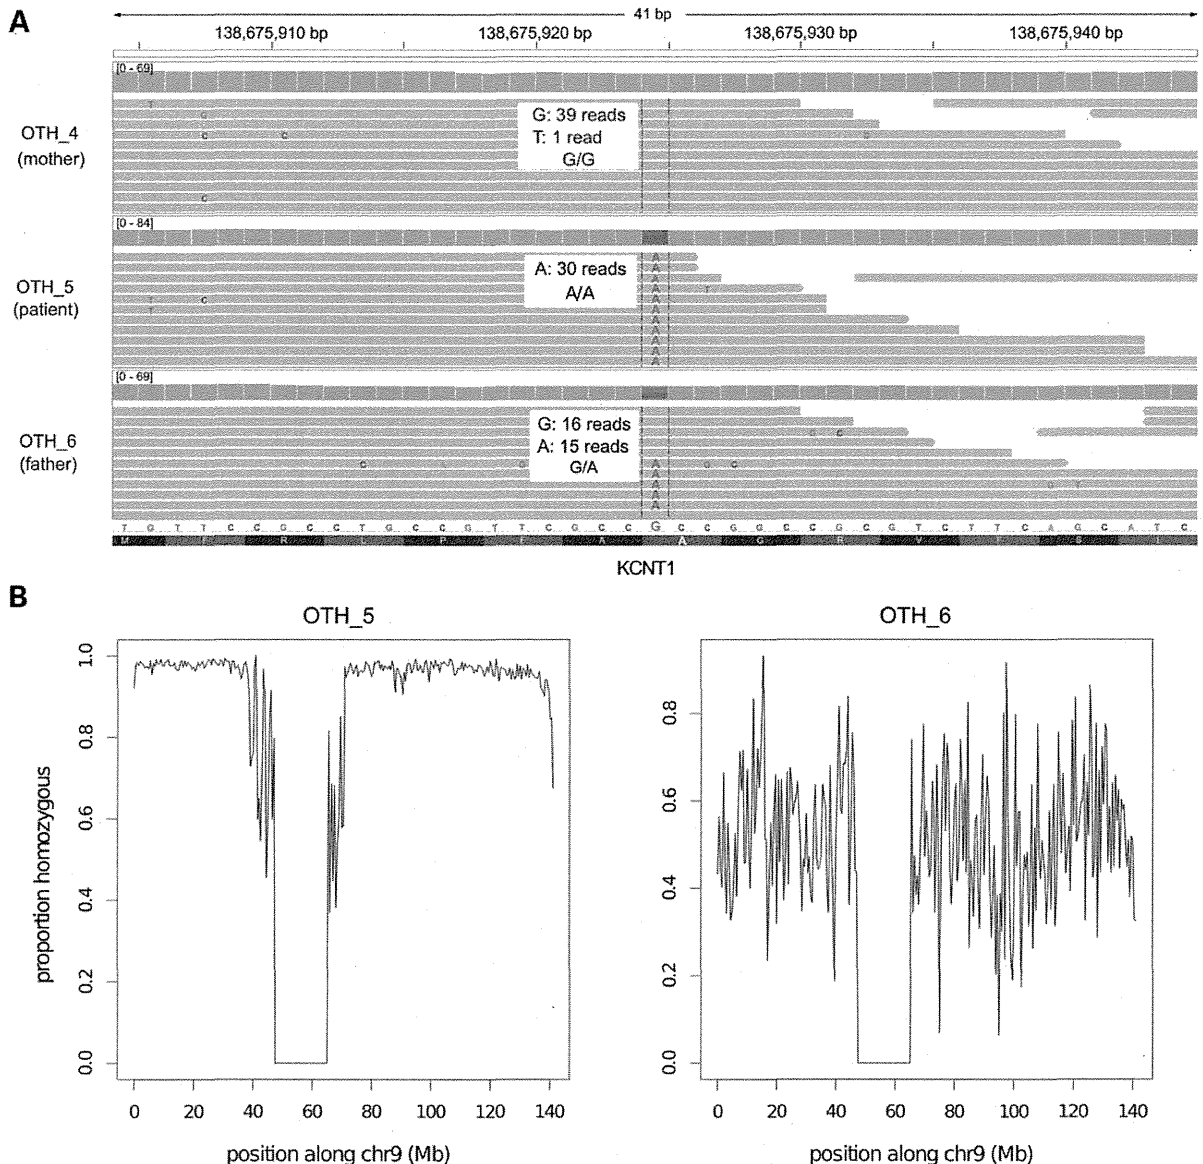 A
41 bp
138,675,910 bp 138,675,920 bp 138,675,930 bp 138,675,940 bp
[0 - 69]
OTH_4
(mother)
G: 39 reads
T: 1 read
G/G
[0 - 84]
OTH_5
(patient)
A: 30 reads
A/A
[0 - 69]
OTH_6
(father)
G: 16 reads
A: 15 reads
G/A
T G T T C C G C C T G C C G T T C G C C G C C G G C C G C G T C T T C A G C A T C
KCNT1
B
OTH_5
proportion homozygous
1.0
0.8
0.6
0.4
0.2
0.0
0 20 40 60 80 100 120 140
position along chr9 (Mb)
OTH_6
0.8
0.6
0.4
0.2
0.0
0 20 40 60 80 100 120 140
position along chr9 (Mb)